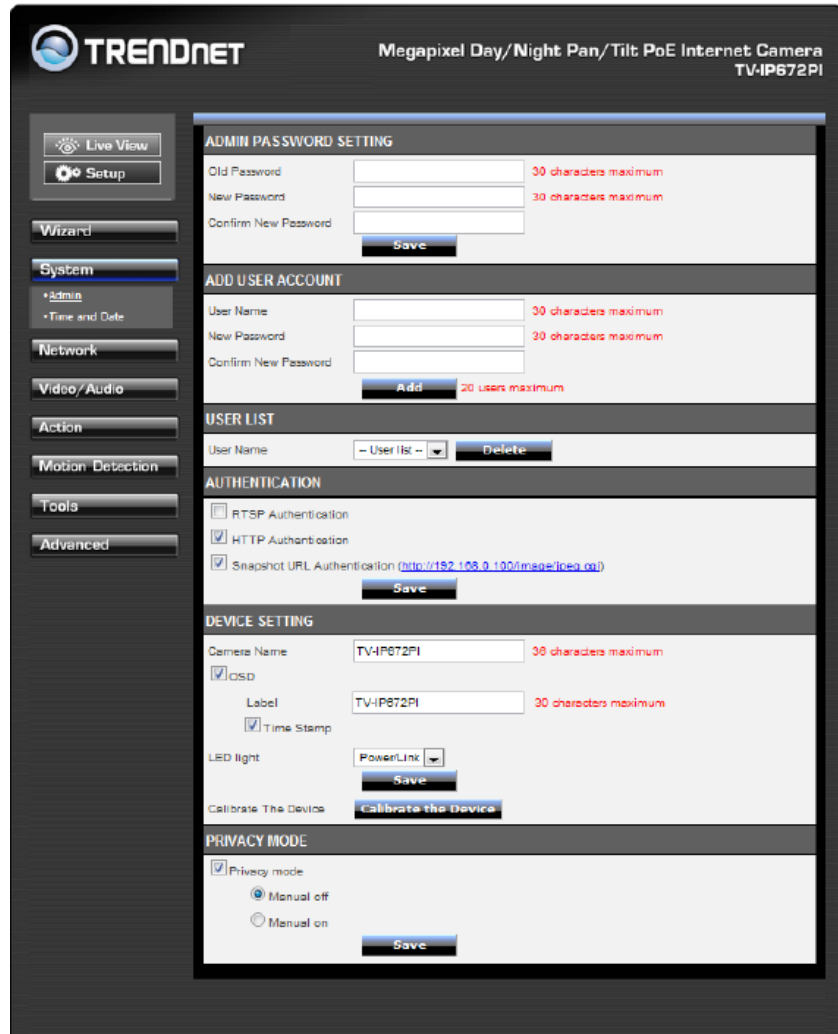 TRENDnet
Megapixel Day/Night Pan/Tilt PoE Internet Camera
TV-IP672PI
Live View
Setup
Wizard
System
•Admin
•Time and Date
Network
Video/Audio
Action
Motion Detection
Tools
Advanced
ADMIN PASSWORD SETTING
Old Password 30 characters maximum
New Password 30 characters maximum
Confirm New Password
Save
ADD USER ACCOUNT
User Name 30 characters maximum
New Password 30 characters maximum
Confirm New Password
Add 20 users maximum
USER LIST
User Name -- User list -- Delete
AUTHENTICATION
RTSP Authentication
HTTP Authentication
Snapshot URL Authentication (http://192.168.0.100/image/jpeg.cgi)
Save
DEVICE SETTING
Camera Name TV-IP672PI 36 characters maximum
OSD
Label TV-IP672PI 30 characters maximum
Time Stamp
LED light Power/Link
Save
Calibrate The Device Calibrate the Device
PRIVACY MODE
Privacy mode
Manual off
Manual on
Save